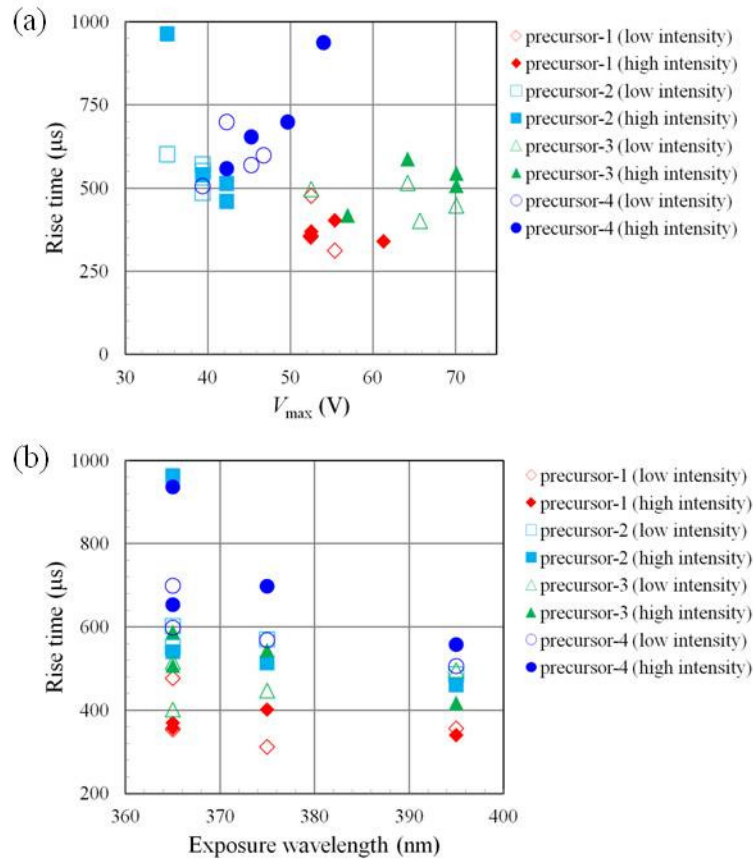 (a)
1000
750
500
250
0
Rise time (µs)
30 40 50 60 70
Vmax (V)
precursor-1 (low intensity)
precursor-1 (high intensity)
precursor-2 (low intensity)
precursor-2 (high intensity)
precursor-3 (low intensity)
precursor-3 (high intensity)
precursor-4 (low intensity)
precursor-4 (high intensity)
(b)
1000
800
600
400
200
Rise time (µs)
360 370 380 390 400
Exposure wavelength (nm)
precursor-1 (low intensity)
precursor-1 (high intensity)
precursor-2 (low intensity)
precursor-2 (high intensity)
precursor-3 (low intensity)
precursor-3 (high intensity)
precursor-4 (low intensity)
precursor-4 (high intensity)